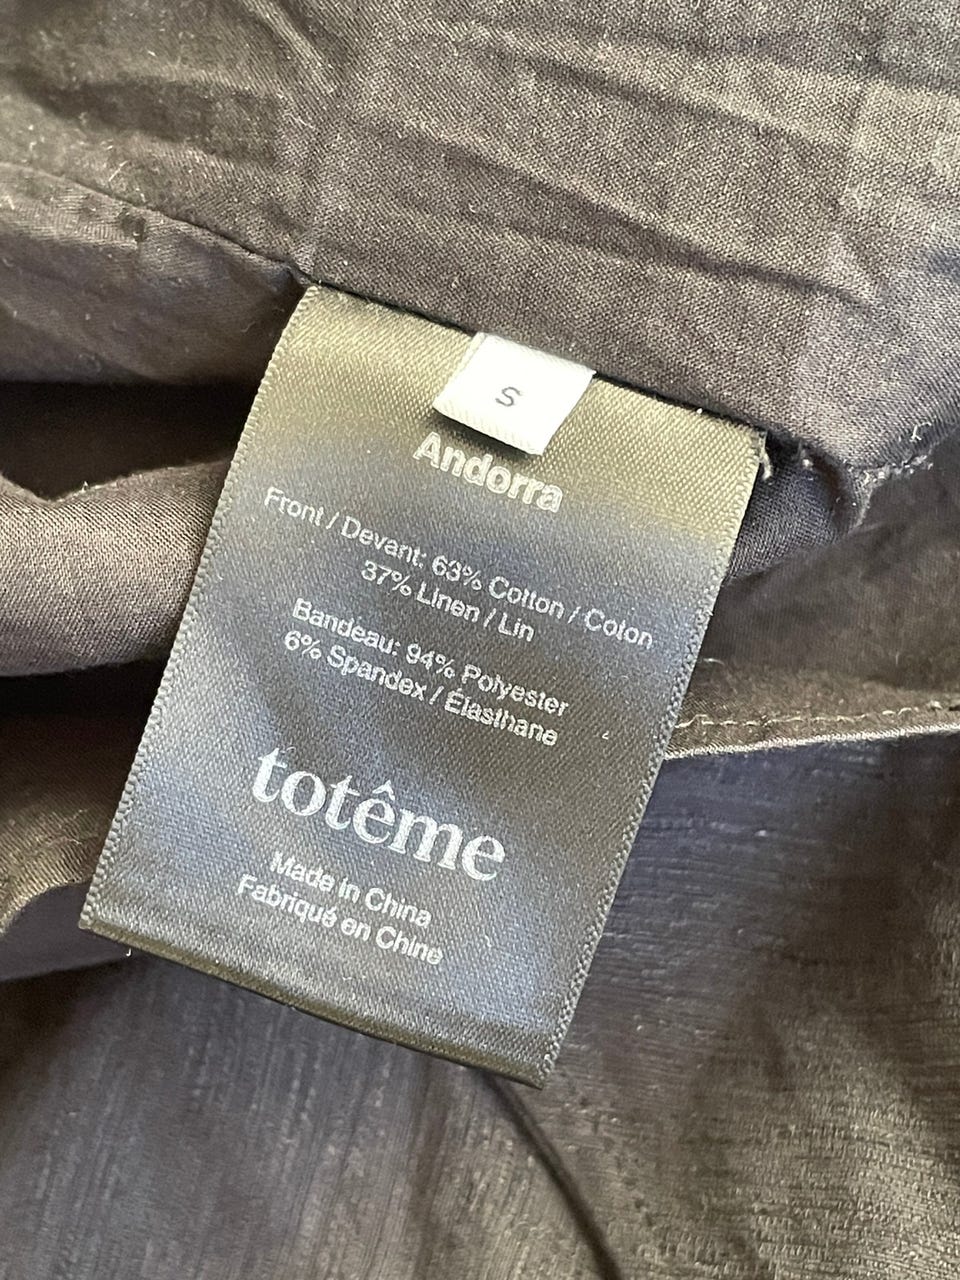 S
Andorra
Front / Devant: 63% Cotton / Coton
37% Linen / Lin
Bandeau: 94% Polyester
6% Spandex / Élasthane
totême
Made in China
Fabriqué en Chine